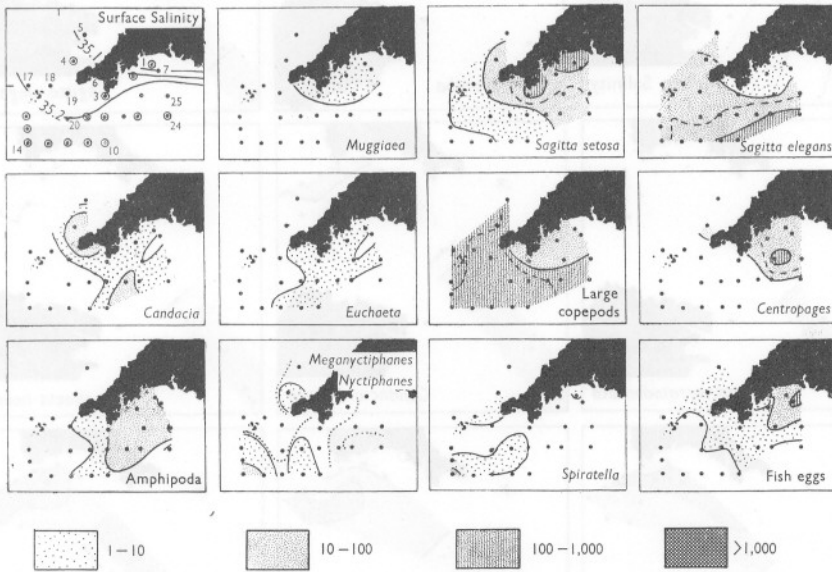 Surface Salinity
5
35.1
4
1
7
17
18
6
3
19
25
35.2
20
24
14
10
Muggiaea
Sagitta setosa
Sagitta elegans
Candacia
Euchaeta
Large
copepods
Centropages
Amphipoda
Meganyctiphanes
Nyctiphanes
Spiratella
Fish eggs
1–10
10–100
100–1,000
>1,000